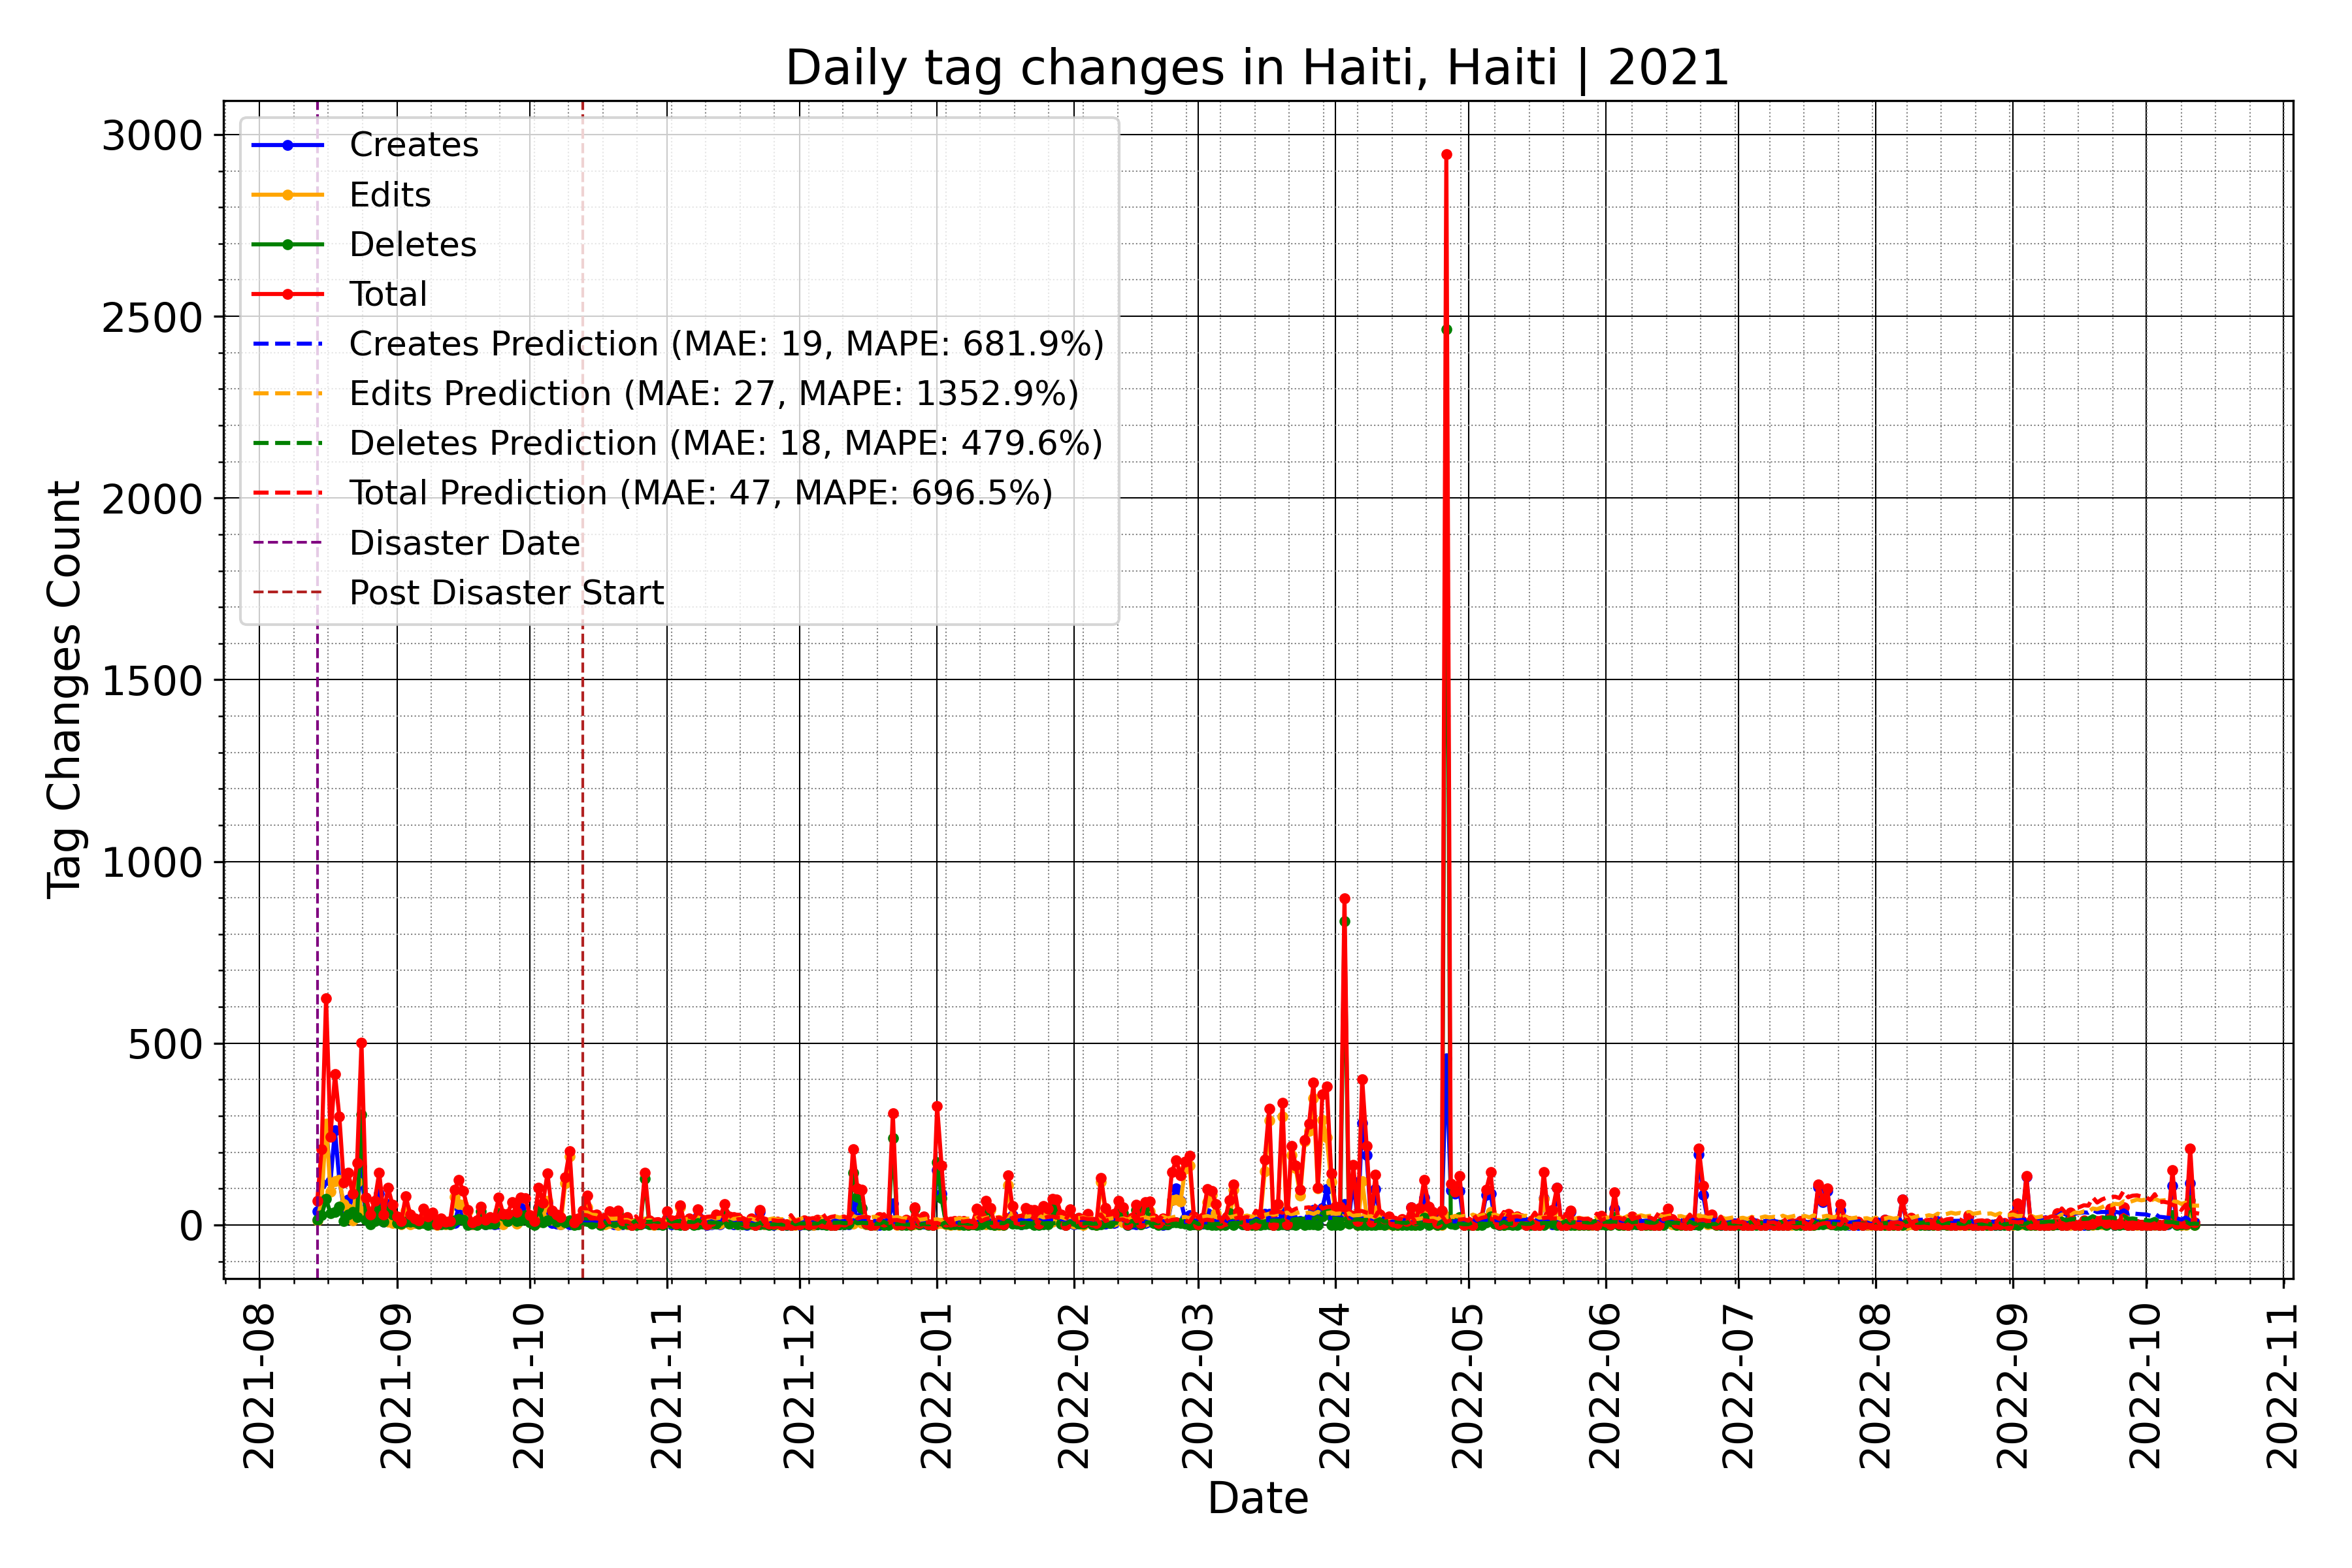 Daily tag changes in Haiti, Haiti | 2021
3000
2500
2000
1500
1000
500
0
Tag Changes Count
Creates
Edits
Deletes
Total
Creates Prediction (MAE: 19, MAPE: 681.9%)
Edits Prediction (MAE: 27, MAPE: 1352.9%)
Deletes Prediction (MAE: 18, MAPE: 479.6%)
Total Prediction (MAE: 47, MAPE: 696.5%)
Disaster Date
Post Disaster Start
2021-08
2021-09
2021-10
2021-11
2021-12
2022-01
2022-02
2022-03
2022-04
2022-05
2022-06
2022-07
2022-08
2022-09
2022-10
2022-11
Date